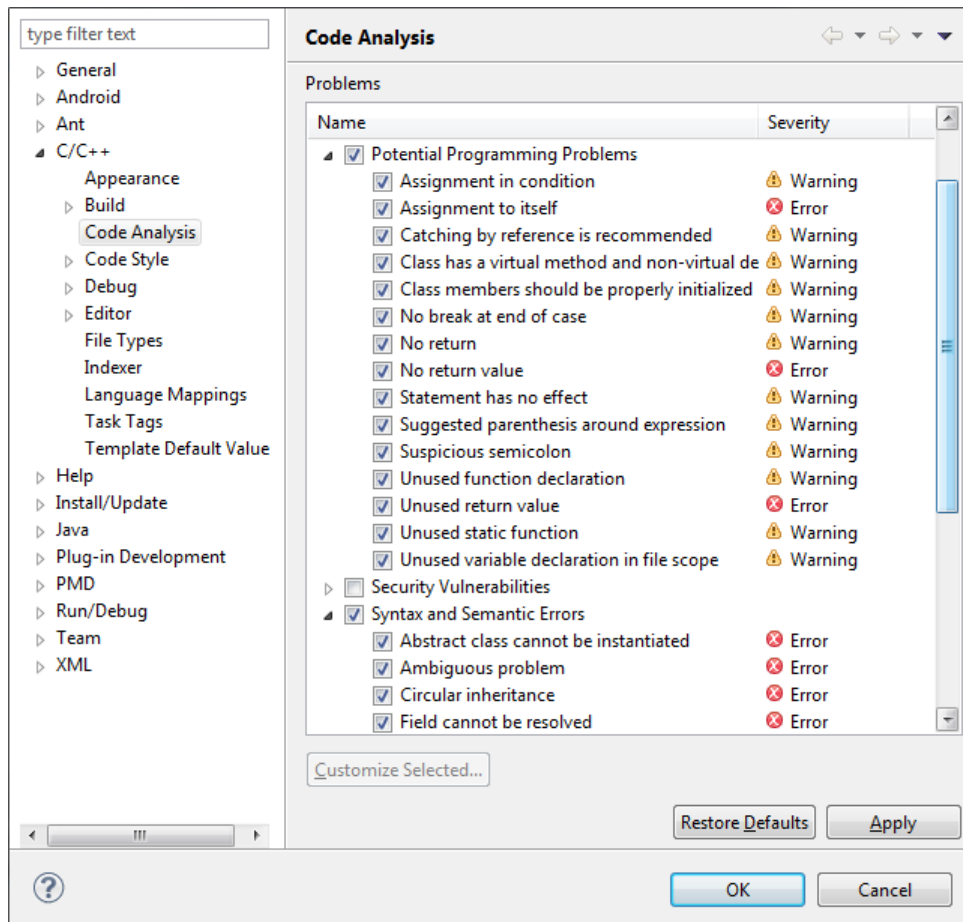 type filter text
General
Android
Ant
C/C++
Appearance
Build
Code Analysis
Code Style
Debug
Editor
File Types
Indexer
Language Mappings
Task Tags
Template Default Value
Help
Install/Update
Java
Plug-in Development
PMD
Run/Debug
Team
XML
Code Analysis
Problems
Name Severity
Potential Programming Problems
Assignment in condition Warning
Assignment to itself Error
Catching by reference is recommended Warning
Class has a virtual method and non-virtual de Warning
Class members should be properly initialized Warning
No break at end of case Warning
No return Warning
No return value Error
Statement has no effect Warning
Suggested parenthesis around expression Warning
Suspicious semicolon Warning
Unused function declaration Warning
Unused return value Error
Unused static function Warning
Unused variable declaration in file scope Warning
Security Vulnerabilities
Syntax and Semantic Errors
Abstract class cannot be instantiated Error
Ambiguous problem Error
Circular inheritance Error
Field cannot be resolved Error
Customize Selected...
Restore Defaults Apply
OK Cancel